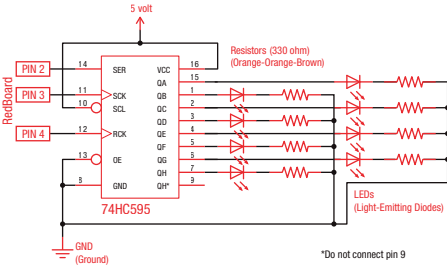 5 volt
Resistors (330 ohm)
(Orange-Orange-Brown)
RedBoard
PIN 2
PIN 3
PIN 4
14
11
10
12
13
8
SER
SCK
SCL
RCK
OE
GND
VCC
QA
QB
QC
QD
QE
QF
QG
QH
QH*
16
15
1
2
3
4
5
6
7
9
74HC595
LEDs
(Light-Emitting Diodes)
GND
(Ground)
*Do not connect pin 9